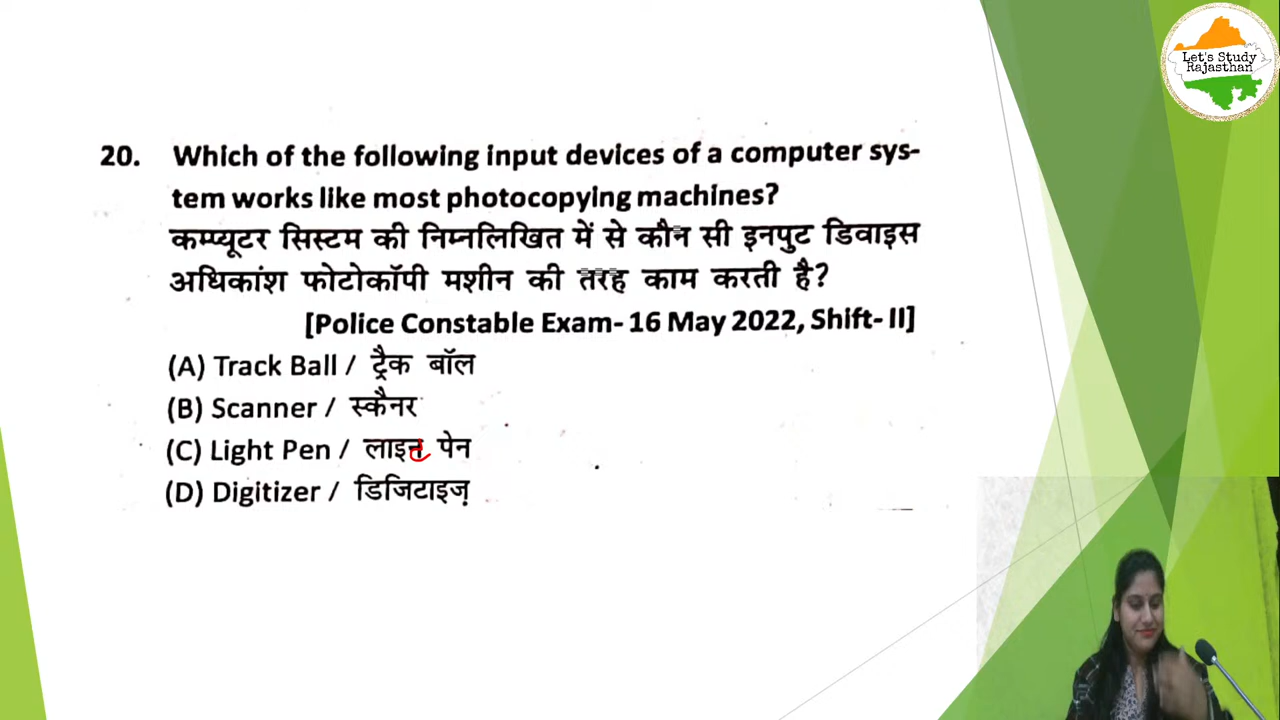 Let's Study
Rajasthan
20. Which of the following input devices of a computer sys-
tem works like most photocopying machines?
कम्प्यूटर सिस्टम की निम्नलिखित में से कौन सी इनपुट डिवाइस
अधिकांश फोटोकॉपी मशीन की तरह काम करती है?
[Police Constable Exam- 16 May 2022, Shift- II]
(A) Track Ball / ट्रैक बॉल
(B) Scanner / स्कैनर
(C) Light Pen / लाइन पेन
(D) Digitizer / डिजिटाइज़